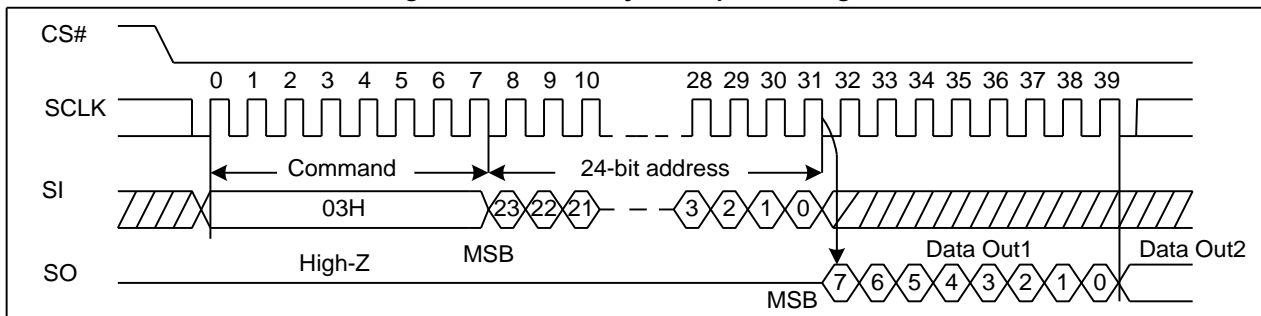 CS#
0 1 2 3 4 5 6 7 8 9 10 28 29 30 31 32 33 34 35 36 37 38 39
SCLK
Command 24-bit address
SI
03H 23 22 21 3 2 1 0
MSB
High-Z
Data Out1 Data Out2
SO
MSB 7 6 5 4 3 2 1 0